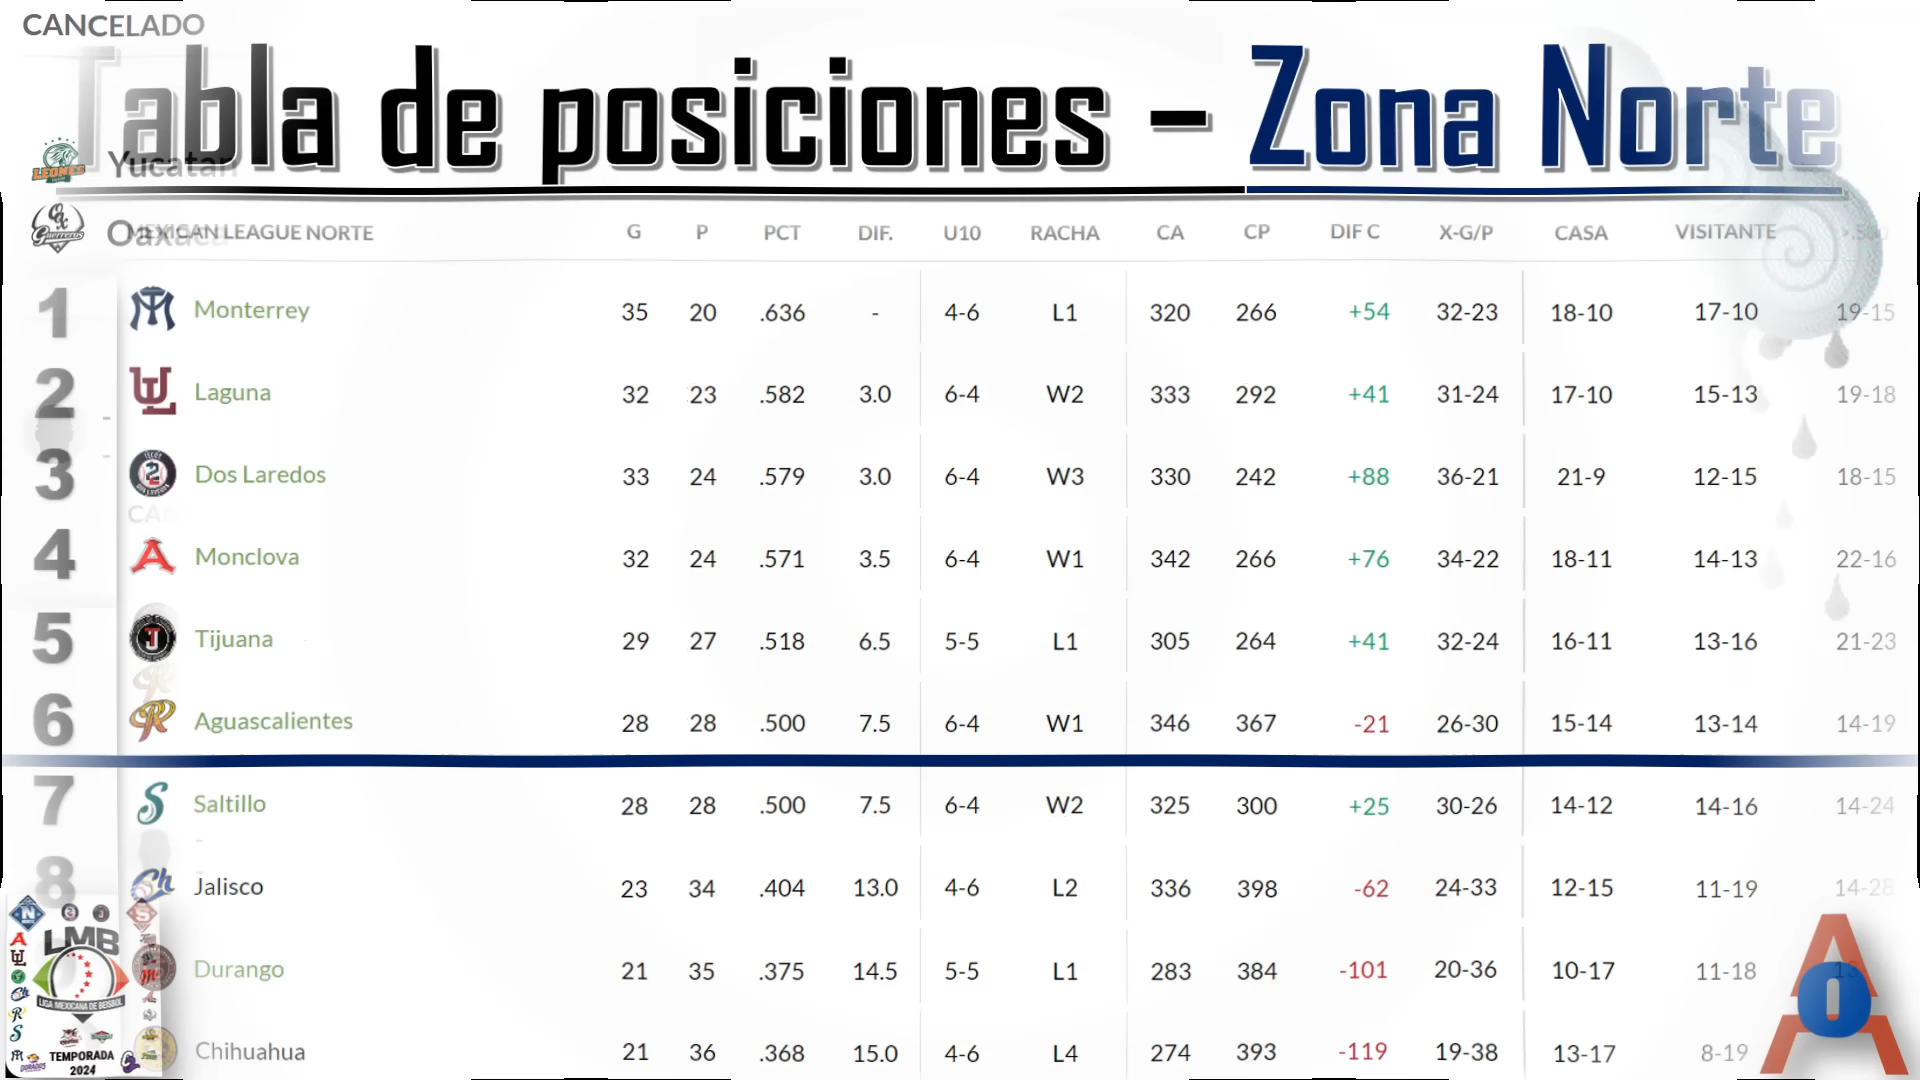 CANCELADO
Tabla de posiciones – Zona Norte
Yucatan
Oaxaca
MEXICAN LEAGUE NORTE G P PCT DIF. U10 RACHA CA CP DIF C X-G/P CASA VISITANTE
1 Monterrey 35 20 .636 - 4-6 L1 320 266 +54 32-23 18-10 17-10 19-15
2 Laguna 32 23 .582 3.0 6-4 W2 333 292 +41 31-24 17-10 15-13 19-18
3 Dos Laredos 33 24 .579 3.0 6-4 W3 330 242 +88 36-21 21-9 12-15 18-15
4 Monclova 32 24 .571 3.5 6-4 W1 342 266 +76 34-22 18-11 14-13 22-16
5 Tijuana 29 27 .518 6.5 5-5 L1 305 264 +41 32-24 16-11 13-16 21-23
6 Aguascalientes 28 28 .500 7.5 6-4 W1 346 367 -21 26-30 15-14 13-14 14-19
7 Saltillo 28 28 .500 7.5 6-4 W2 325 300 +25 30-26 14-12 14-16 14-24
8 Jalisco 23 34 .404 13.0 4-6 L2 336 398 -62 24-33 12-15 11-19 14-28
Durango 21 35 .375 14.5 5-5 L1 283 384 -101 20-36 10-17 11-18
Chihuahua 21 36 .368 15.0 4-6 L4 274 393 -119 19-38 13-17 8-19
LMB
LIGA MEXICANA DE BEISBOL
TEMPORADA
2024